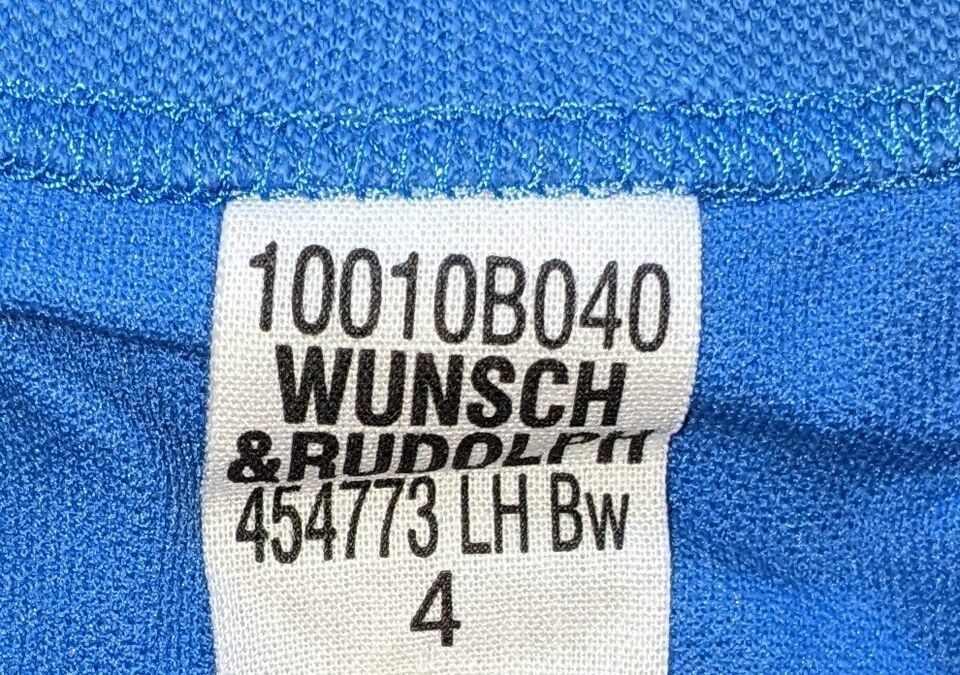 10010B040
WUNSCH
&RUDOLPH
454773 LH Bw
4